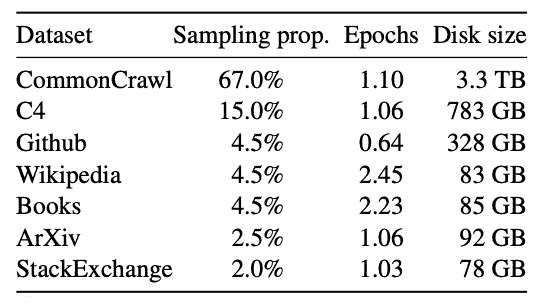 Dataset Sampling prop. Epochs Disk size
CommonCrawl 67.0% 1.10 3.3 TB
C4 15.0% 1.06 783 GB
Github 4.5% 0.64 328 GB
Wikipedia 4.5% 2.45 83 GB
Books 4.5% 2.23 85 GB
ArXiv 2.5% 1.06 92 GB
StackExchange 2.0% 1.03 78 GB